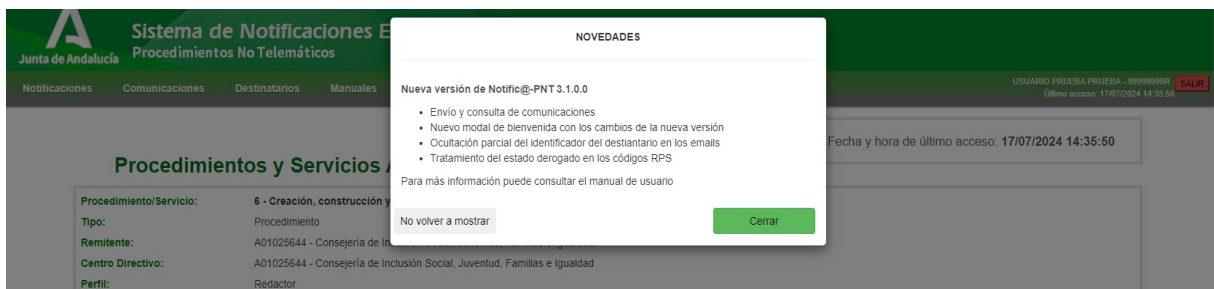 Sistema de Notificaciones E
Procedimientos No Telemáticos
Junta de Andalucía
Notificaciones Comunicaciones Destinatarios Manuales
USUARIO PRUEBA PRUEBA - 99999999R SALIR
Último acceso: 17/07/2024 14:35:50
NOVEDADES
Nueva versión de Notific@-PNT 3.1.0.0
• Envío y consulta de comunicaciones
• Nuevo modal de bienvenida con los cambios de la nueva versión
• Ocultación parcial del identificador del destiantario en los emails
• Tratamiento del estado derogado en los códigos RPS
Para más información puede consultar el manual de usuario
No volver a mostrar Cerrar
Fecha y hora de último acceso: 17/07/2024 14:35:50
Procedimientos y Servicios
Procedimiento/Servicio: 6 - Creación, construcción y
Tipo: Procedimiento
Remitente: A01025644 - Consejería de
Centro Directivo: A01025644 - Consejería de Inclusión Social, Juventud, Familias e Igualdad
Perfil: Redactor